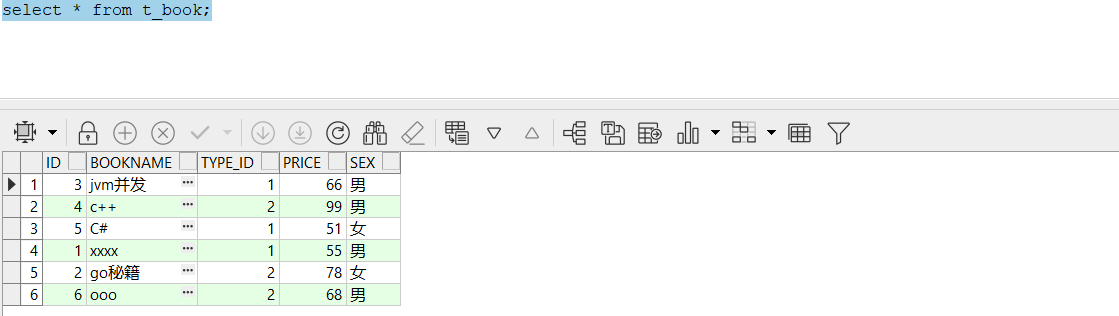 select * from t_book;
ID BOOKNAME TYPE_ID PRICE SEX
1 3 jvm并发 ••• 1 66 男
2 4 c++ ••• 2 99 男
3 5 C# ••• 1 51 女
4 1 xxxx ••• 1 55 男
5 2 go秘籍 ••• 2 78 女
6 6 ooo ••• 2 68 男